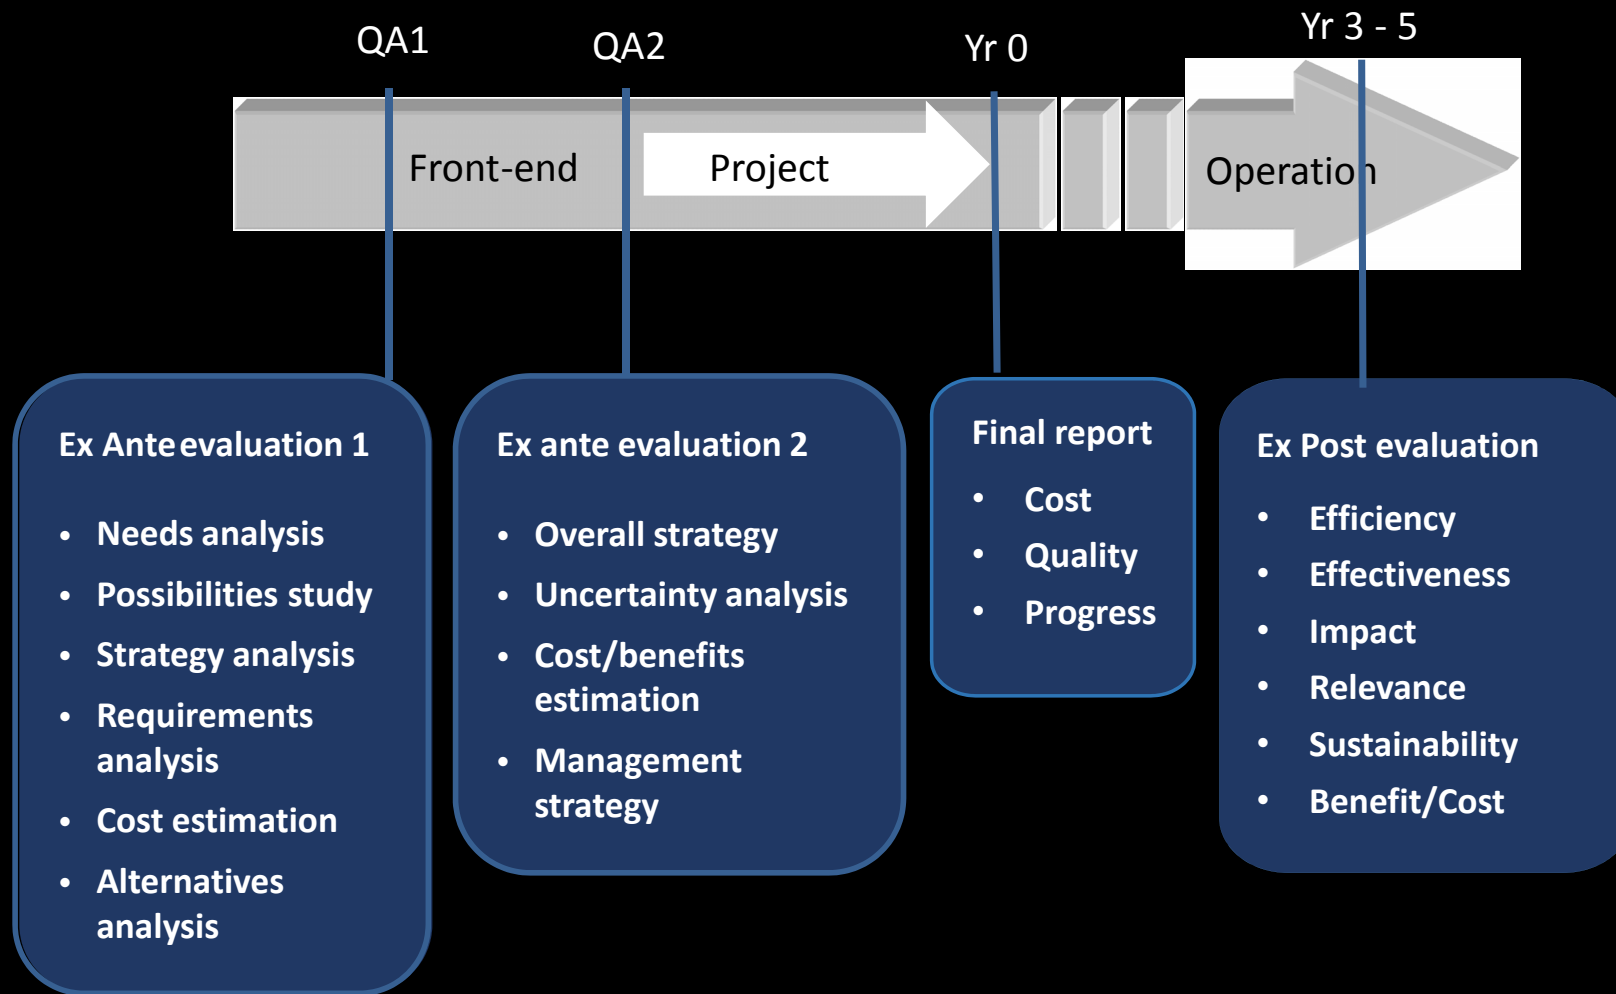 QA1
QA2
Yr 0
Yr 3 - 5
Front-end
Project
Operation
Ex Ante evaluation 1
• Needs analysis
• Possibilities study
• Strategy analysis
• Requirements
analysis
• Cost estimation
• Alternatives
analysis
Ex ante evaluation 2
• Overall strategy
• Uncertainty analysis
• Cost/benefits
estimation
• Management
strategy
Final report
• Cost
• Quality
• Progress
Ex Post evaluation
• Efficiency
• Effectiveness
• Impact
• Relevance
• Sustainability
• Benefit/Cost